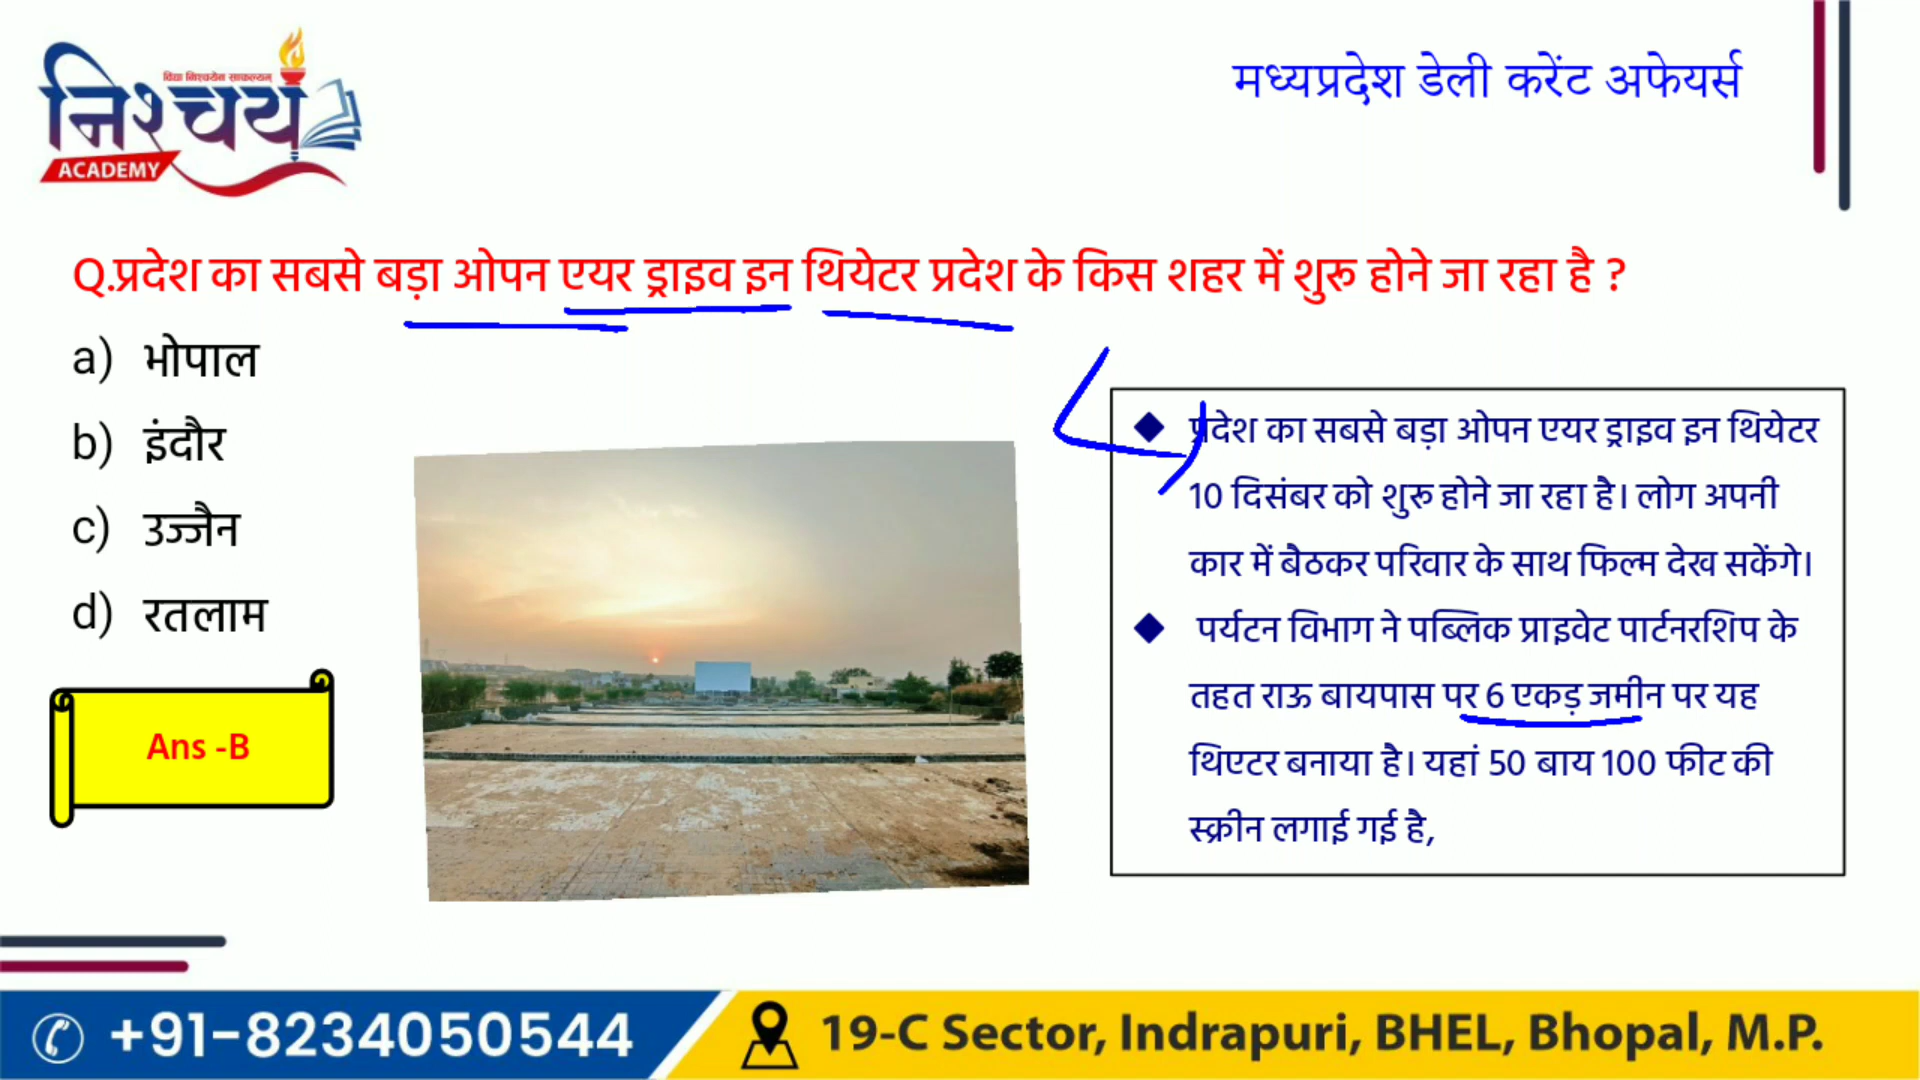 विद्या निश्चयेन साफल्यम्
निश्चय
ACADEMY
मध्यप्रदेश डेली करेंट अफेयर्स
Q.प्रदेश का सबसे बड़ा ओपन एयर ड्राइव इन थियेटर प्रदेश के किस शहर में शुरू होने जा रहा है ?
a) भोपाल
b) इंदौर
c) उज्जैन
d) रतलाम
Ans -B
◆ प्रदेश का सबसे बड़ा ओपन एयर ड्राइव इन थियेटर
10 दिसंबर को शुरू होने जा रहा है। लोग अपनी
कार में बैठकर परिवार के साथ फिल्म देख सकेंगे।
◆ पर्यटन विभाग ने पब्लिक प्राइवेट पार्टनरशिप के
तहत राऊ बायपास पर 6 एकड़ जमीन पर यह
थिएटर बनाया है। यहां 50 बाय 100 फीट की
स्क्रीन लगाई गई है,
+91-8234050544
19-C Sector, Indrapuri, BHEL, Bhopal, M.P.